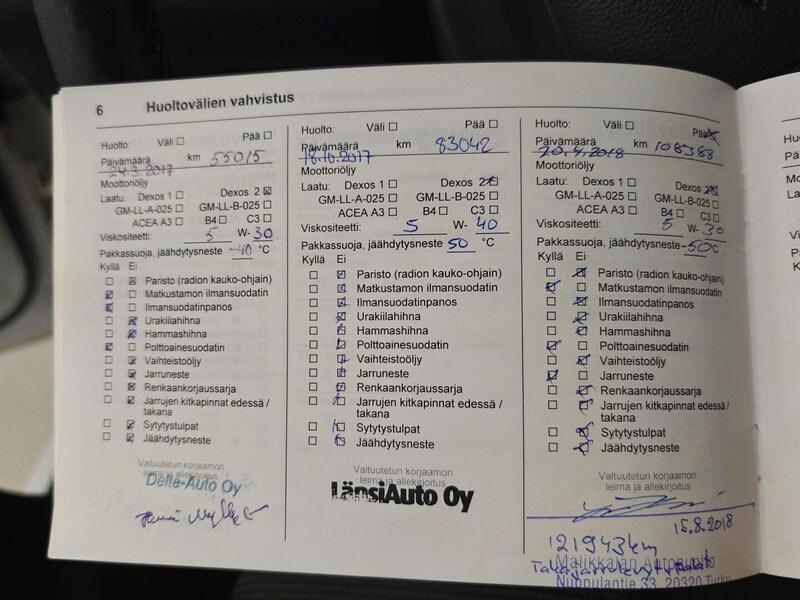 6 Huoltovälien vahvistus
Huolto: Väli ☐ Pää ☐
Päivämäärä km 55015
24.3.2017
Moottoriöljy
Laatu: Dexos 1 ☐ Dexos 2 ☒
GM-LL-A-025 ☐ GM-LL-B-025 ☐
ACEA A3 ☐ B4 ☐ C3 ☐
Viskositeetti: 5 W- 30
Pakkassuoja, jäähdytysneste -40 °C
Kyllä Ei
☐ ☒ Paristo (radion kauko-ohjain)
☒ ☐ Matkustamon ilmansuodatin
☒ ☐ Ilmansuodatinpanos
☐ ☒ Urakiilahihna
☐ ☒ Hammashihna
☒ ☐ Polttoainesuodatin
☐ ☒ Vaihteistoöljy
☐ ☒ Jarruneste
☐ ☒ Renkaankorjaussarja
☐ ☒ Jarrujen kitkapinnat edessä /
takana
☐ ☒ Sytytystulpat
☐ ☒ Jäähdytysneste
Valtuutetun korjaamon
leima ja allekirjoitus
Delta-Auto Oy
Huolto: Väli ☐ Pää ☐
Päivämäärä km 83042
18.10.2017
Moottoriöljy
Laatu: Dexos 1 ☐ Dexos 2 ☒
GM-LL-A-025 ☐ GM-LL-B-025 ☐
ACEA A3 ☐ B4 ☐ C3 ☐
Viskositeetti: 5 W- 40
Pakkassuoja, jäähdytysneste 50 °C
Kyllä Ei
☐ ☒ Paristo (radion kauko-ohjain)
☐ ☒ Matkustamon ilmansuodatin
☐ ☒ Ilmansuodatinpanos
☐ ☒ Urakiilahihna
☐ ☒ Hammashihna
☐ ☒ Polttoainesuodatin
☐ ☒ Vaihteistoöljy
☐ ☒ Jarruneste
☐ ☒ Renkaankorjaussarja
☐ ☒ Jarrujen kitkapinnat edessä /
takana
☐ ☒ Sytytystulpat
☐ ☒ Jäähdytysneste
Valtuutetun korjaamon
leima ja allekirjoitus
LänsiAuto Oy
Huolto: Väli ☐ Pää ☒
Päivämäärä km 108388
20.4.2018
Moottoriöljy
Laatu: Dexos 1 ☐ Dexos 2 ☒
GM-LL-A-025 ☐ GM-LL-B-025 ☐
ACEA A3 ☐ B4 ☐ C3 ☐
Viskositeetti: 5 W- 30
Pakkassuoja, jäähdytysneste -50 °C
Kyllä Ei
☐ ☒ Paristo (radion kauko-ohjain)
☒ ☐ Matkustamon ilmansuodatin
☐ ☒ Ilmansuodatinpanos
☐ ☒ Urakiilahihna
☐ ☒ Hammashihna
☒ ☐ Polttoainesuodatin
☐ ☒ Vaihteistoöljy
☒ ☐ Jarruneste
☐ ☒ Renkaankorjaussarja
☐ ☒ Jarrujen kitkapinnat edessä /
takana
☐ ☒ Sytytystulpat
☐ ☒ Jäähdytysneste
Valtuutetun korjaamon
leima ja allekirjoitus
15.8.2018
121943km
Malikkalan Autohuolto
Nuppulantie 33, 20320 Turku